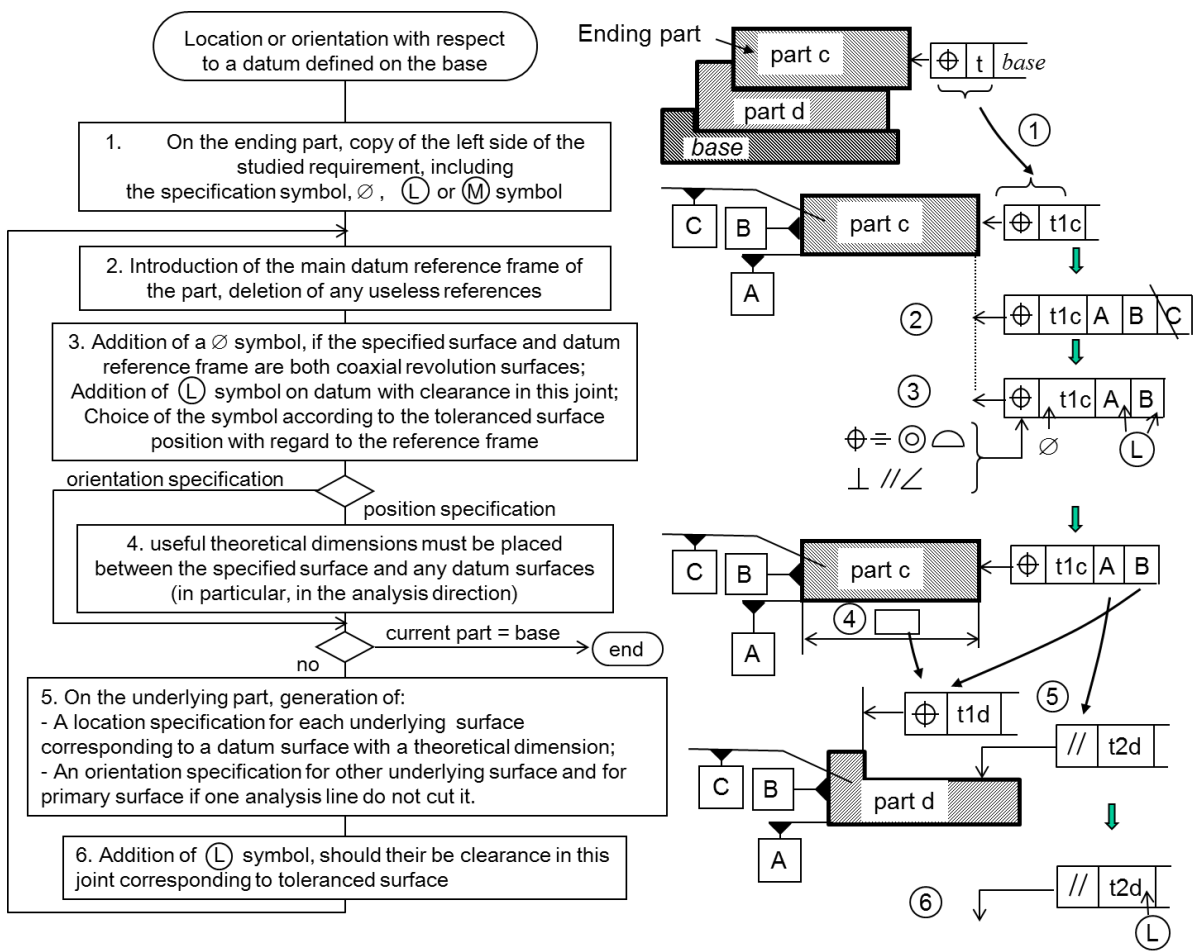 Location or orientation with respect
to a datum defined on the base
1. On the ending part, copy of the left side of the
studied requirement, including
the specification symbol, ∅ , Ⓛ or Ⓜ symbol
2. Introduction of the main datum reference frame of
the part, deletion of any useless references
3. Addition of a ∅ symbol, if the specified surface and datum
reference frame are both coaxial revolution surfaces;
Addition of Ⓛ symbol on datum with clearance in this joint;
Choice of the symbol according to the toleranced surface
position with regard to the reference frame
orientation specification
position specification
4. useful theoretical dimensions must be placed
between the specified surface and any datum surfaces
(in particular, in the analysis direction)
current part = base
end
no
5. On the underlying part, generation of:
- A location specification for each underlying surface
corresponding to a datum surface with a theoretical dimension;
- An orientation specification for other underlying surface and for
primary surface if one analysis line do not cut it.
6. Addition of Ⓛ symbol, should their be clearance in this
joint corresponding to toleranced surface
Ending part
part c
⌖ t base
part d
base
①
C B part c ⌖ t1c
A
② ⌖ t1c A B C
③ ⌖ t1c A B
⌖ ⌯ ◎ ⌓ ∅ Ⓛ
⊥ // ∠
C B part c ⌖ t1c A B
④
A
⌖ t1d ⑤
// t2d
C B part d
A
⑥ // t2d
Ⓛ